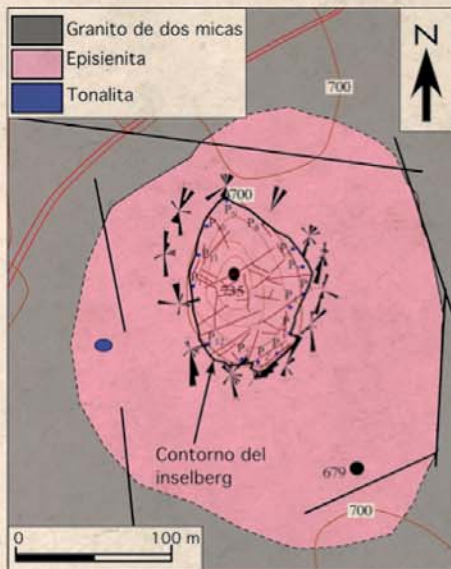 Granito de dos micas
Episienita
Tonalita
N
700
700
P
P
P
P
P
P
735
P
P
P
P
P
P
Contorno del
inselberg
679
700
0 100 m